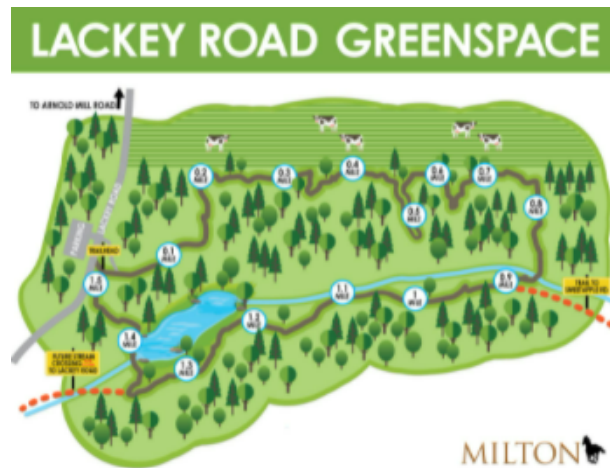 LACKEY ROAD GREENSPACE
TO ARNOLD MILL ROAD
LACKEY ROAD
PARKING
TRAILHEAD
0.1
MILE
0.2
MILE
0.3
MILE
0.4
MILE
0.5
MILE
0.6
MILE
0.7
MILE
0.8
MILE
0.9
MILE
1
MILE
1.1
MILE
1.2
MILE
1.3
MILE
1.4
MILE
1.5
MILE
TRAIL TO
FUTURE STREAM
CROSSING
TO LACKEY ROAD
MILTON